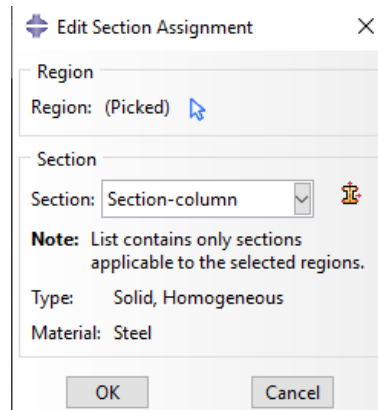 Edit Section Assignment
Region
Region: (Picked)
Section
Section: Section-column
Note: List contains only sections
applicable to the selected regions.
Type: Solid, Homogeneous
Material: Steel
OK Cancel